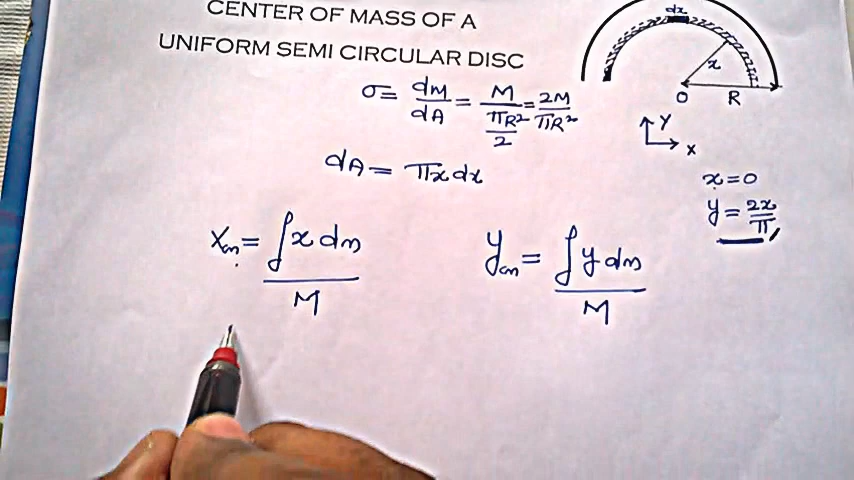 CENTER OF MASS OF A
UNIFORM SEMI CIRCULAR DISC
dx
x
O R
Y
x
σ = dM/dA = M/(πR²/2) = 2M/πR²
dA = πx dx
x = 0
y = 2x/π
Xcm = ∫x dm / M
Ycm = ∫y dm / M